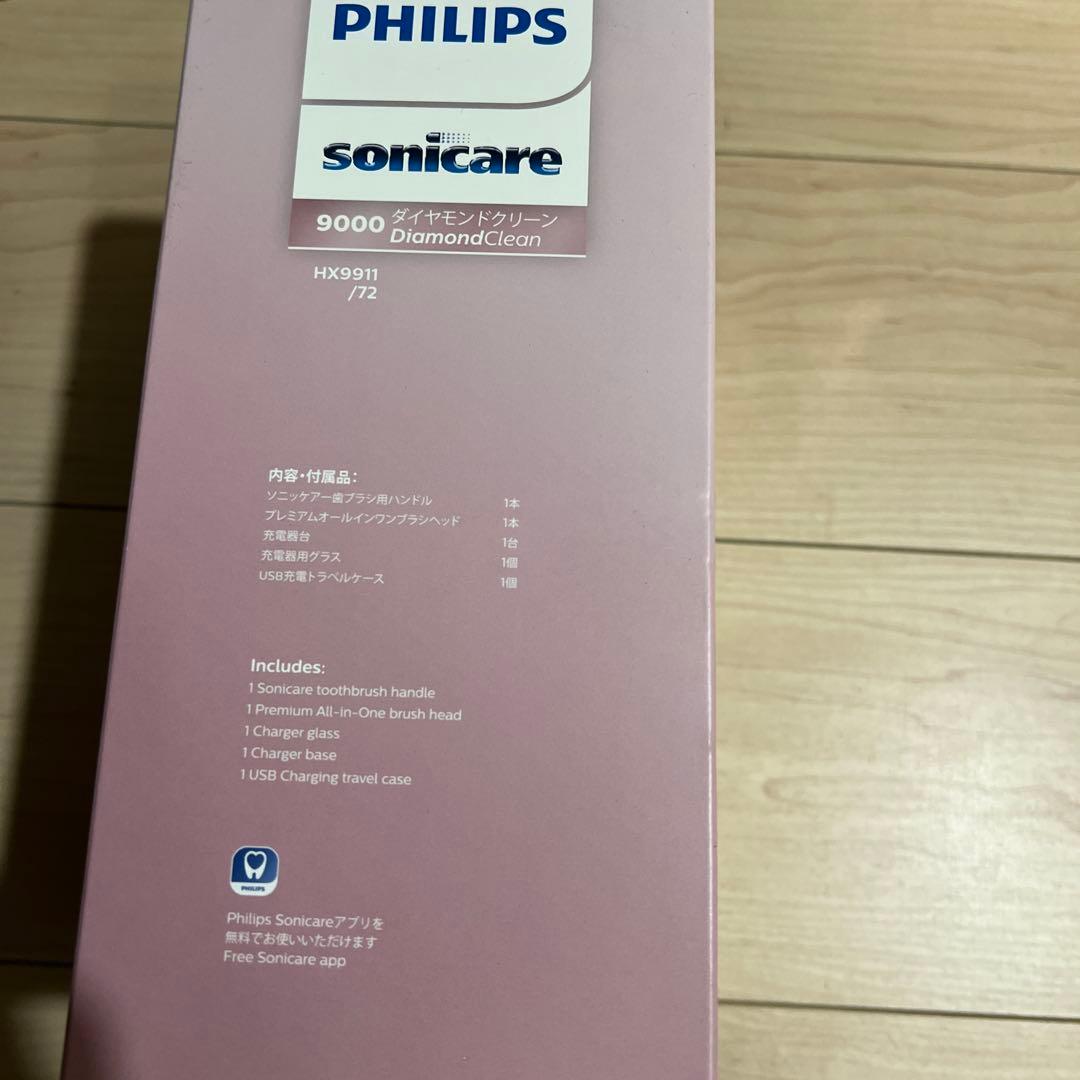 PHILIPS
sonicare
9000 ダイヤモンドクリーン
DiamondClean
HX9911
/72
内容・付属品：
ソニッケアー歯ブラシ用ハンドル 1本
プレミアムオールインワンブラシヘッド 1本
充電器台 1台
充電器用グラス 1個
USB充電トラベルケース 1個
Includes:
1 Sonicare toothbrush handle
1 Premium All-in-One brush head
1 Charger glass
1 Charger base
1 USB Charging travel case
PHILIPS
Philips Sonicareアプリを
無料でお使いいただけます
Free Sonicare app